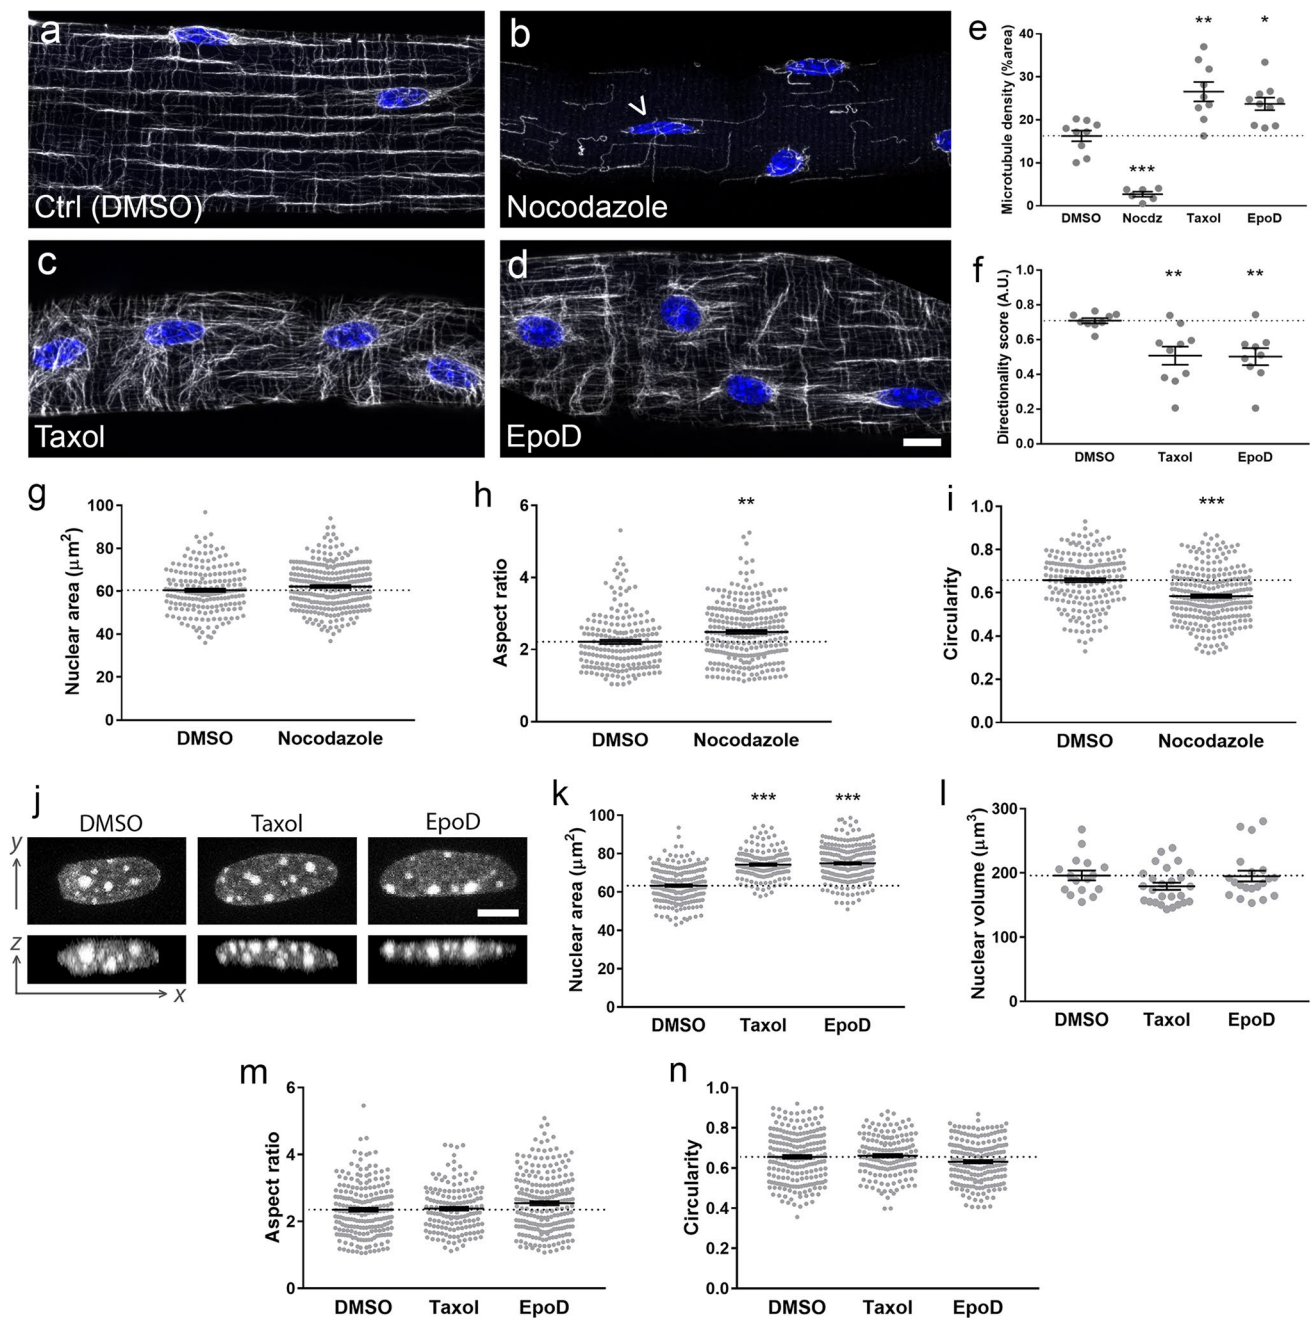 a
Ctrl (DMSO)
b
Nocodazole
c
Taxol
d
EpoD
e
Microtubule density (%area)
40
30
20
10
0
** *
***
DMSO Nocdz Taxol EpoD
f
Directionality score (A.U.)
1.0
0.8
0.6
0.4
0.2
0.0
** **
DMSO Taxol EpoD
g
Nuclear area (μm²)
100
80
60
40
20
0
DMSO Nocodazole
h
Aspect ratio
6
4
2
0
**
DMSO Nocodazole
i
Circularity
1.0
0.8
0.6
0.4
0.2
0.0
***
DMSO Nocodazole
j
DMSO Taxol EpoD
y
z
x
k
Nuclear area (μm²)
100
80
60
40
20
0
*** ***
DMSO Taxol EpoD
l
Nuclear volume (μm³)
300
200
100
0
DMSO Taxol EpoD
m
Aspect ratio
6
4
2
0
DMSO Taxol EpoD
n
Circularity
1.0
0.8
0.6
0.4
0.2
0.0
DMSO Taxol EpoD